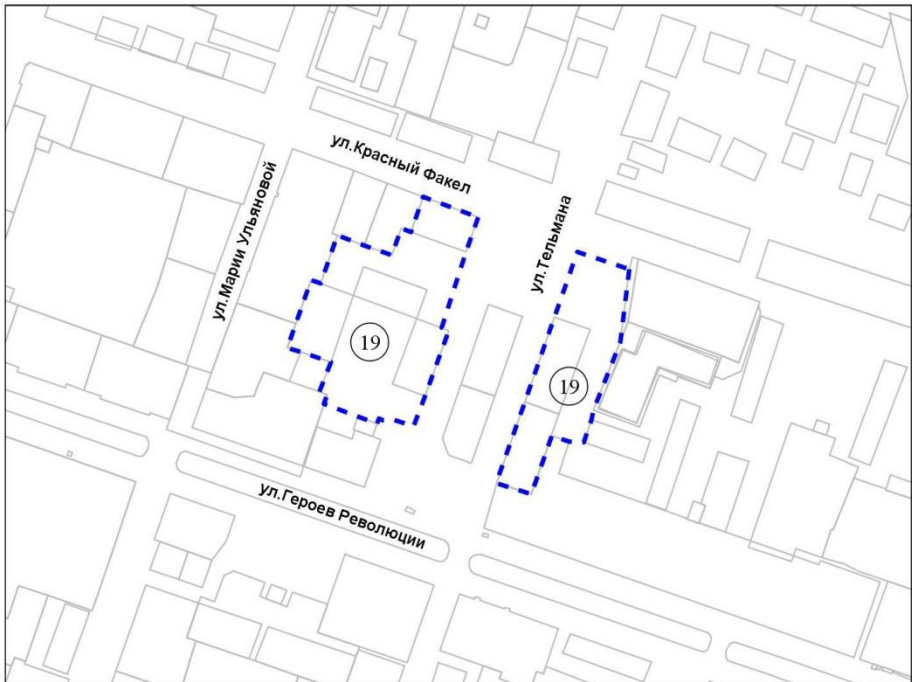 ул.Красный Факел
ул.Марии Ульяновой
ул.Тельмана
19
19
ул.Героев Революции